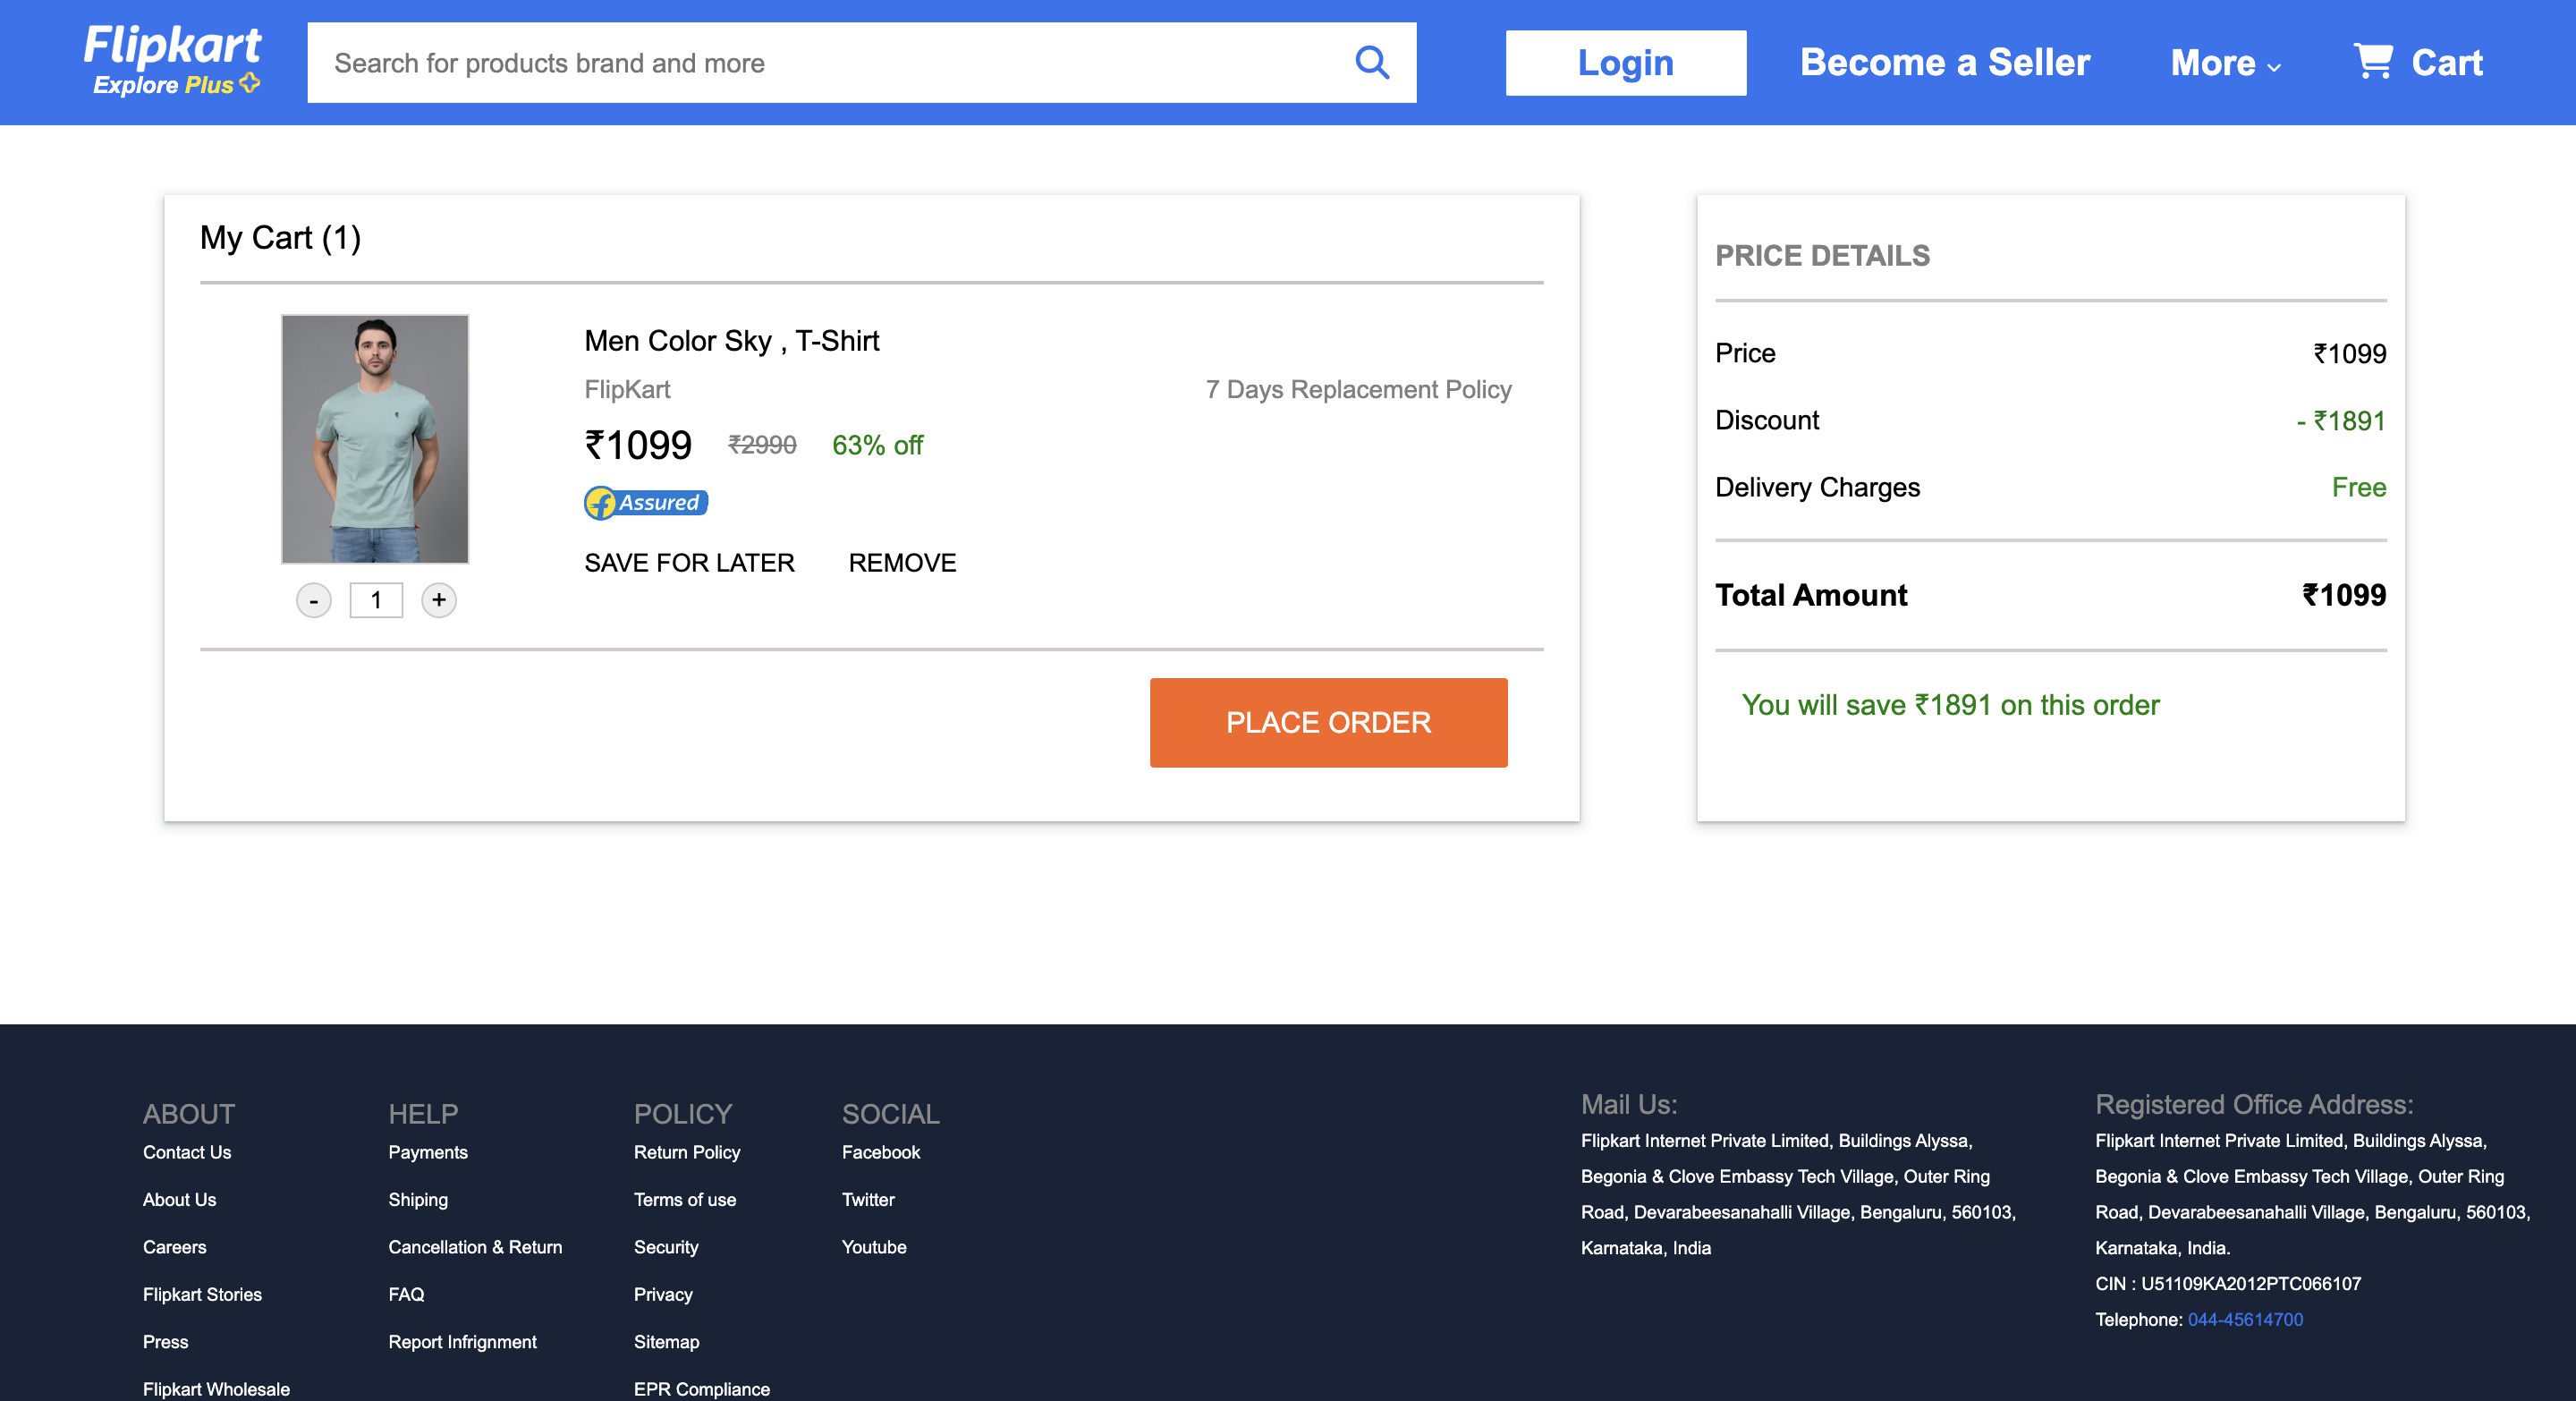 Flipkart
Explore Plus
Search for products brand and more
Login
Become a Seller
More
Cart
My Cart (1)
Men Color Sky , T-Shirt
FlipKart
7 Days Replacement Policy
₹1099 ₹2990 63% off
Assured
SAVE FOR LATER REMOVE
- 1 +
PLACE ORDER
PRICE DETAILS
Price ₹1099
Discount - ₹1891
Delivery Charges Free
Total Amount ₹1099
You will save ₹1891 on this order
ABOUT
Contact Us
About Us
Careers
Flipkart Stories
Press
Flipkart Wholesale
HELP
Payments
Shiping
Cancellation & Return
FAQ
Report Infrignment
POLICY
Return Policy
Terms of use
Security
Privacy
Sitemap
EPR Compliance
SOCIAL
Facebook
Twitter
Youtube
Mail Us:
Flipkart Internet Private Limited, Buildings Alyssa,
Begonia & Clove Embassy Tech Village, Outer Ring
Road, Devarabeesanahalli Village, Bengaluru, 560103,
Karnataka, India
Registered Office Address:
Flipkart Internet Private Limited, Buildings Alyssa,
Begonia & Clove Embassy Tech Village, Outer Ring
Road, Devarabeesanahalli Village, Bengaluru, 560103,
Karnataka, India.
CIN : U51109KA2012PTC066107
Telephone: 044-45614700